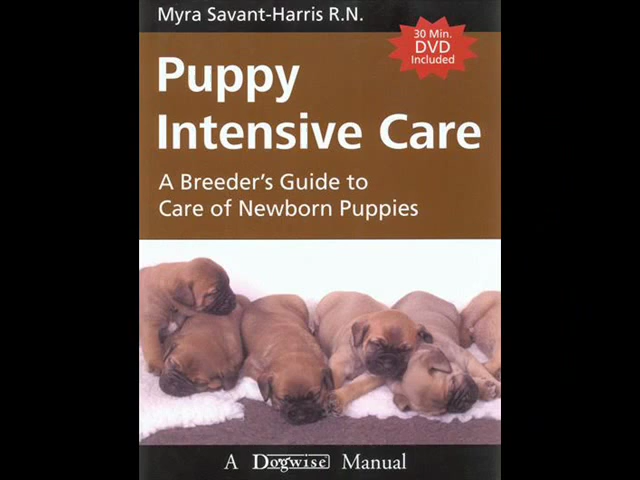 Myra Savant-Harris R.N.
30 Min.
DVD
Included
Puppy
Intensive Care
A Breeder's Guide to
Care of Newborn Puppies
A Dogwise Manual